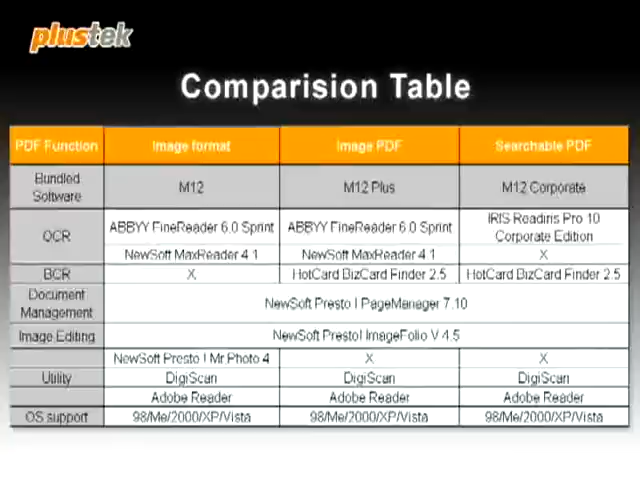 plustek
Comparision Table
PDF Function Image format Image PDF Searchable PDF
Bundled Software M12 M12 Plus M12 Corporate
OCR ABBYY FineReader 6.0 Sprint ABBYY FineReader 6.0 Sprint IRIS Readiris Pro 10 Corporate Edition
NewSoft MaxReader 4.1 NewSoft MaxReader 4.1 X
BCR X HotCard BizCard Finder 2.5 HotCard BizCard Finder 2.5
Document Management NewSoft Presto! PageManager 7.10
Image Editing NewSoft Presto! ImageFolio V 4.5
NewSoft Presto! Mr Photo 4 X X
Utility DigiScan DigiScan DigiScan
Adobe Reader Adobe Reader Adobe Reader
OS support 98/Me/2000/XP/Vista 98/Me/2000/XP/Vista 98/Me/2000/XP/Vista